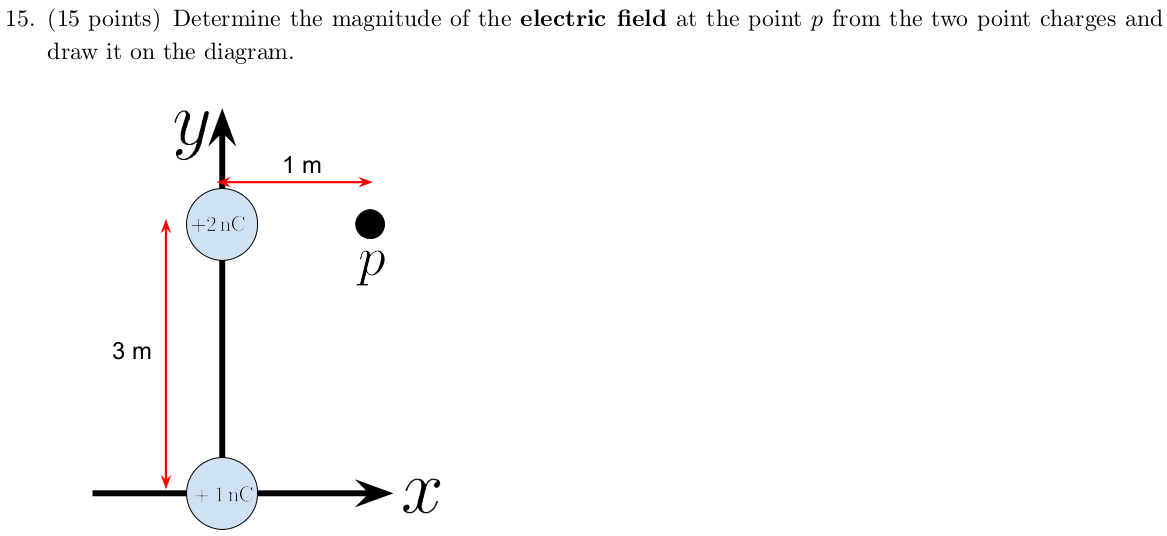 15. (15 points) Determine the magnitude of the electric field at the point p from the two point charges and
draw it on the diagram.
y
1 m
+2 nC
p
3 m
+ 1 nC
x